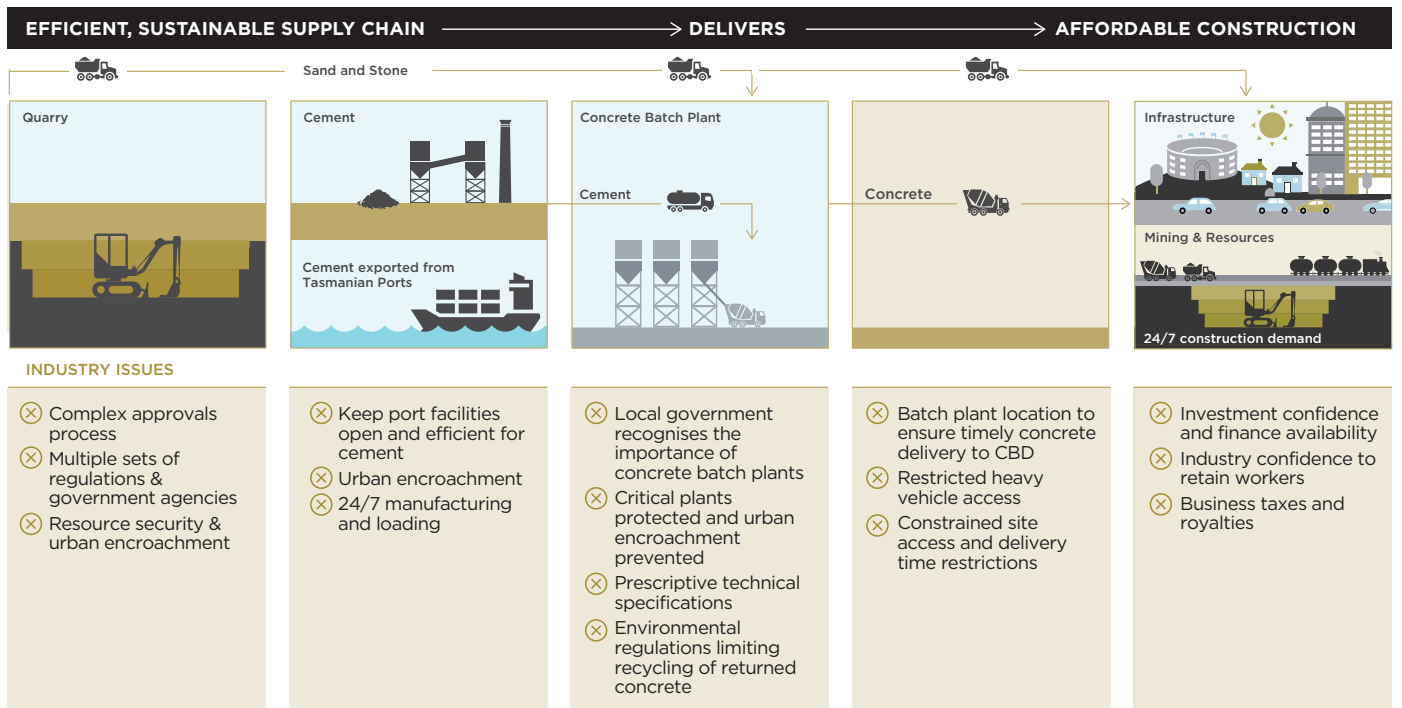 EFFICIENT, SUSTAINABLE SUPPLY CHAIN
DELIVERS
AFFORDABLE CONSTRUCTION
Sand and Stone
Quarry
Cement
Cement exported from
Tasmanian Ports
Concrete Batch Plant
Cement
Concrete
Infrastructure
Mining & Resources
24/7 construction demand
INDUSTRY ISSUES
Complex approvals
process
Multiple sets of
regulations &
government agencies
Resource security &
urban encroachment
Keep port facilities
open and efficient for
cement
Urban encroachment
24/7 manufacturing
and loading
Local government
recognises the
importance of
concrete batch plants
Critical plants
protected and urban
encroachment
prevented
Prescriptive technical
specifications
Environmental
regulations limiting
recycling of returned
concrete
Batch plant location to
ensure timely concrete
delivery to CBD
Restricted heavy
vehicle access
Constrained site
access and delivery
time restrictions
Investment confidence
and finance availability
Industry confidence to
retain workers
Business taxes and
royalties